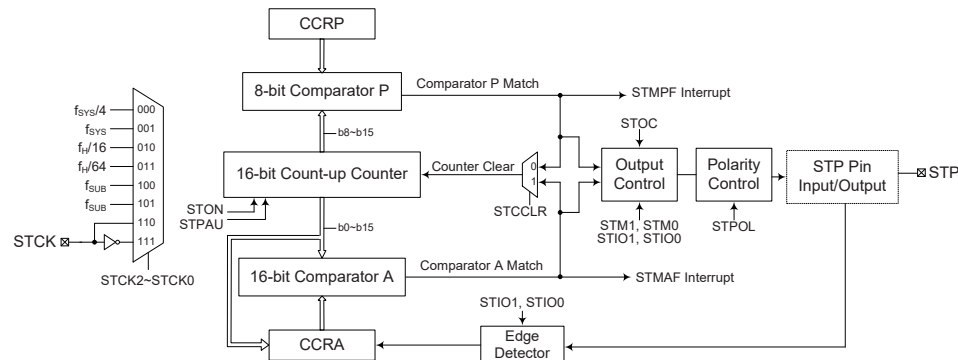 CCRP
8-bit Comparator P
Comparator P Match
STMPF Interrupt
b8~b15
STOC
fSYS/4 000
fSYS 001
fH/16 010
fH/64 011
fSUB 100
fSUB 101
110
111
STCK
STCK2~STCK0
16-bit Count-up Counter
STON
STPAU
Counter Clear
0
1
STCCLR
Output
Control
STM1, STM0
STIO1, STIO0
Polarity
Control
STPOL
STP Pin
Input/Output
STP
b0~b15
16-bit Comparator A
Comparator A Match
STMAF Interrupt
STIO1, STIO0
CCRA
Edge
Detector